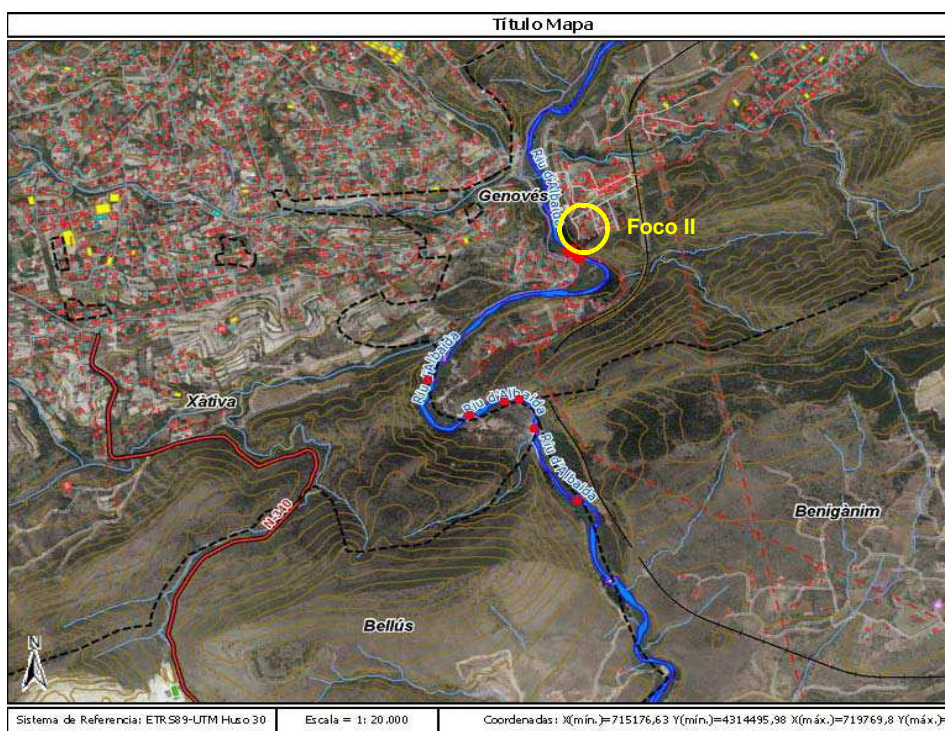 Título Mapa
Riu d'Albaida
Genovés
Foco II
Riu d'Albaida
Xàtiva
Riu d'Albaida
Riu d'Albaida
N-340
Benigànim
Bellús
N
Sistema de Referencia: ETRS89-UTM Huso 30
Escala = 1: 20.000
Coordenadas: X(mín.)=715176,63 Y(mín.)=4314495,98 X(máx.)=719769,8 Y(máx.)=